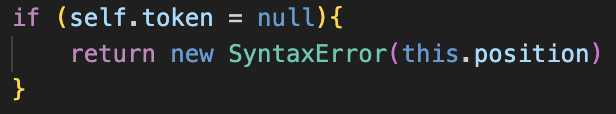 if (self.token = null){
    return new SyntaxError(this.position)
}